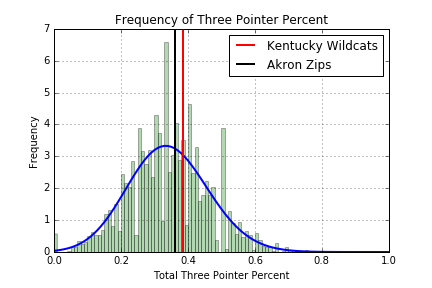 Frequency of Three Pointer Percent
Kentucky Wildcats
Akron Zips
Frequency
7
6
5
4
3
2
1
0
0.0 0.2 0.4 0.6 0.8 1.0
Total Three Pointer Percent